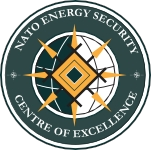 NATO ENERGY SECURITY
CENTRE OF EXCELLENCE